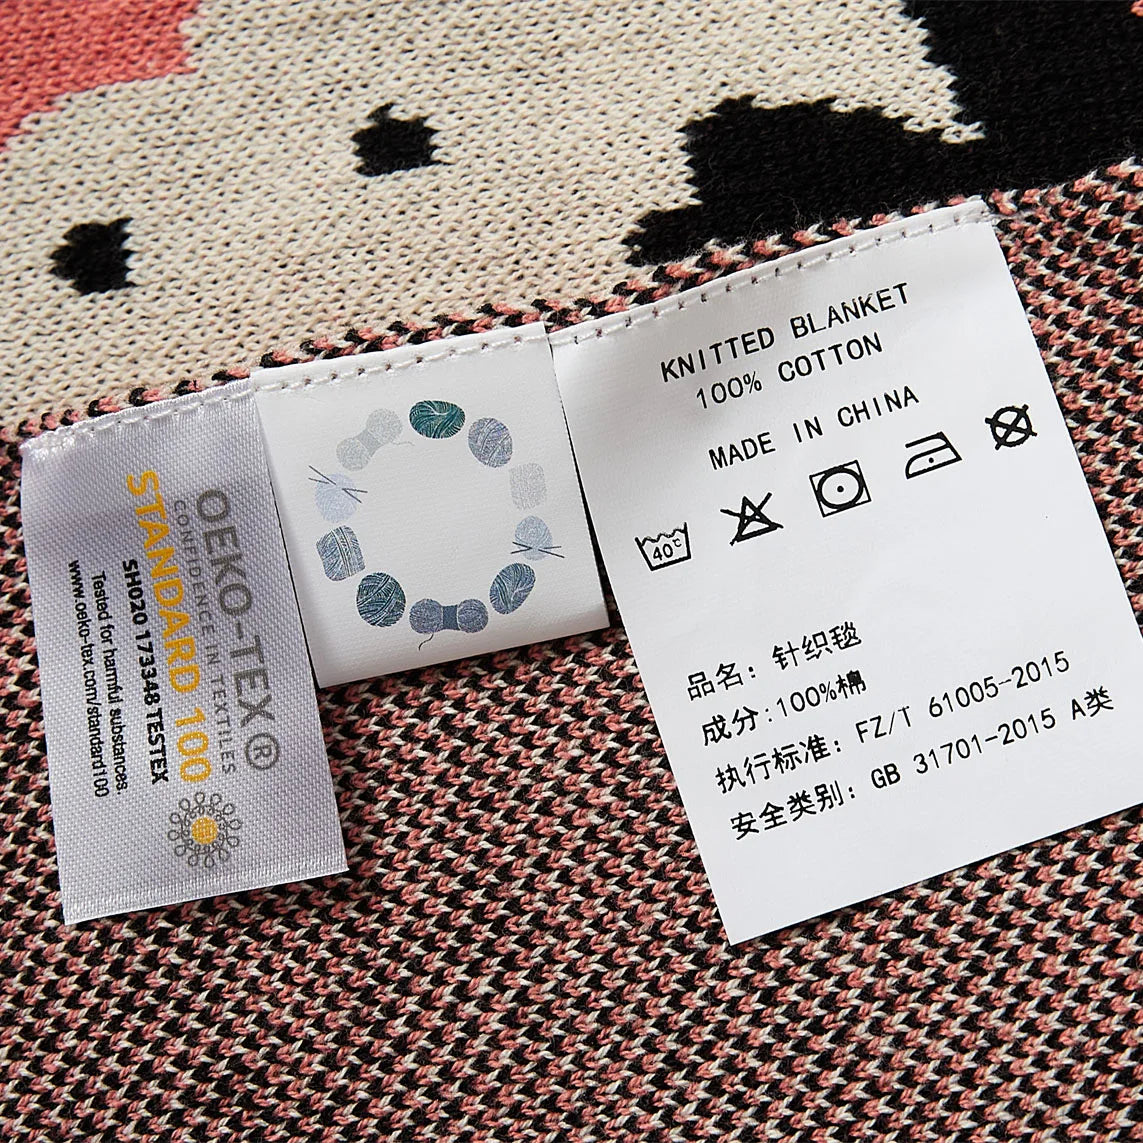 OEKO-TEX®
CONFIDENCE IN TEXTILES
STANDARD 100
SH020 173348 TESTEX
Tested for harmful substances
www.oeko-tex.com/standard100
KNITTED BLANKET
100% COTTON
MADE IN CHINA
40℃
品名: 针织毯
成分:100%棉
执行标准: FZ/T 61005-2015
安全类别: GB 31701-2015 A类